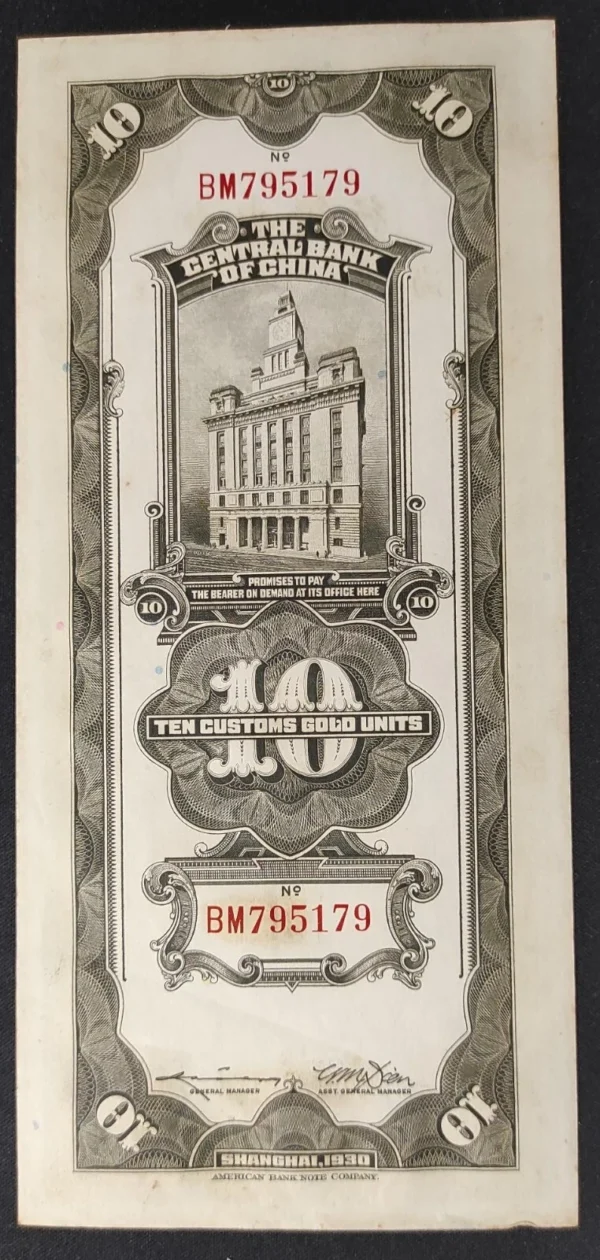 10
10 10
Nº
BM795179
THE
CENTRAL BANK
OF CHINA
PROMISES TO PAY
THE BEARER ON DEMAND AT ITS OFFICE HERE
10 10
10
TEN CUSTOMS GOLD UNITS
Nº
BM795179
GENERAL MANAGER ASST. GENERAL MANAGER
10 10
SHANGHAI, 1930
AMERICAN BANK NOTE COMPANY.